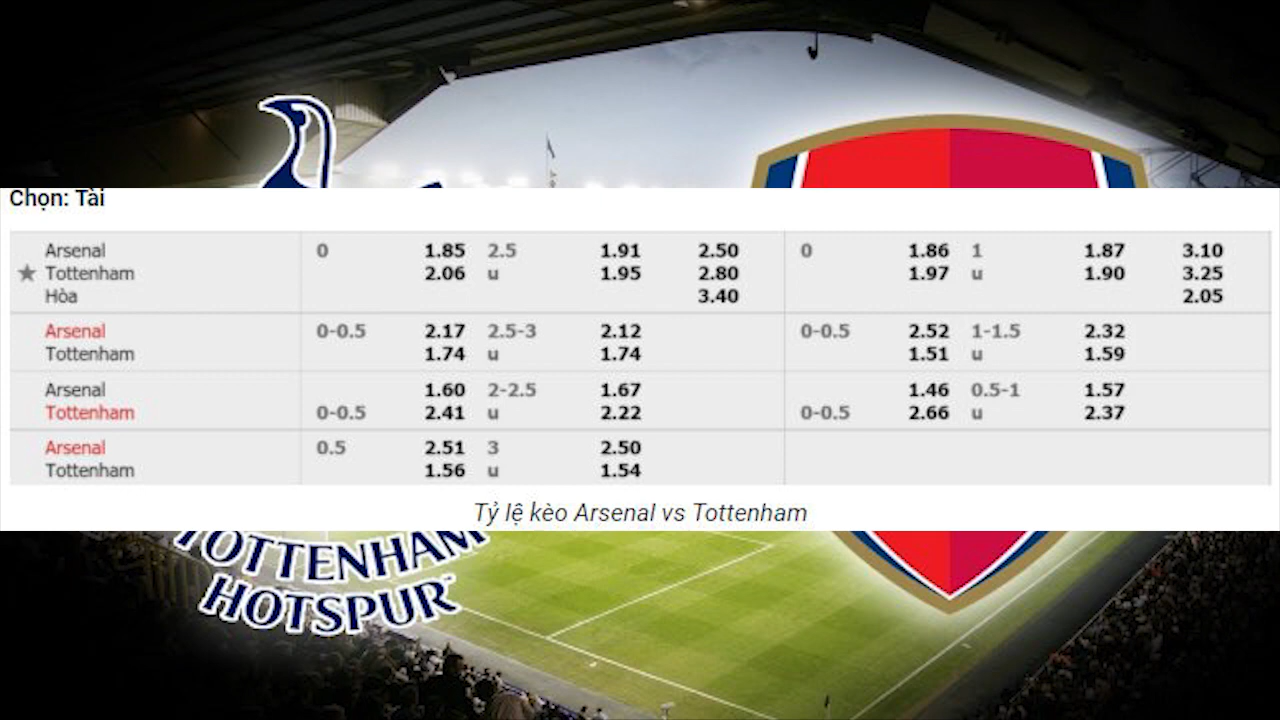 Chọn: Tài
Arsenal 0 1.85 2.5 1.91 2.50 0 1.86 1 1.87 3.10
Tottenham 2.06 u 1.95 2.80 1.97 u 1.90 3.25
Hòa 3.40 2.05
Arsenal 0-0.5 2.17 2.5-3 2.12 0-0.5 2.52 1-1.5 2.32
Tottenham 1.74 u 1.74 1.51 u 1.59
Arsenal 1.60 2-2.5 1.67 1.46 0.5-1 1.57
Tottenham 0-0.5 2.41 u 2.22 0-0.5 2.66 u 2.37
Arsenal 0.5 2.51 3 2.50
Tottenham 1.56 u 1.54
Tỷ lệ kèo Arsenal vs Tottenham
TOTTENHAM
HOTSPUR